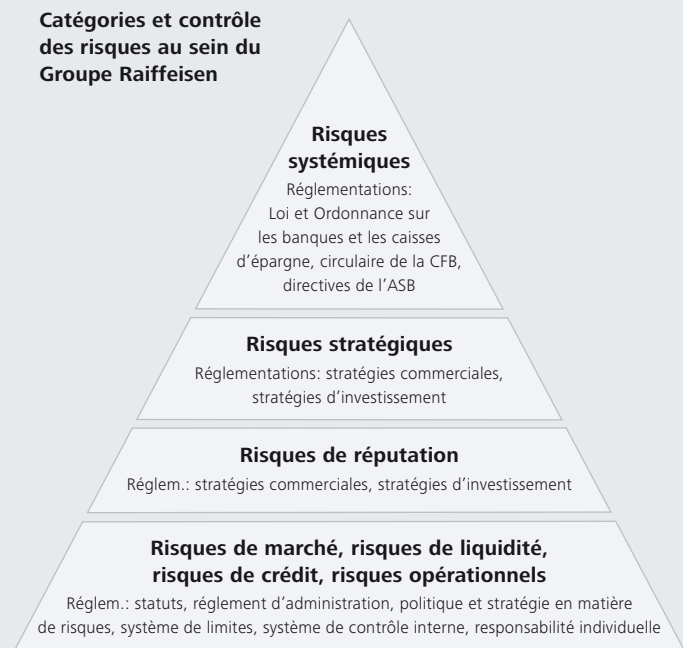 Catégories et contrôle
des risques au sein du
Groupe Raiffeisen
Risques
systémiques
Réglementations:
Loi et Ordonnance sur
les banques et les caisses
d’épargne, circulaire de la CFB,
directives de l’ASB
Risques stratégiques
Réglementations: stratégies commerciales,
stratégies d’investissement
Risques de réputation
Réglem.: stratégies commerciales, stratégies d’investissement
Risques de marché, risques de liquidité,
risques de crédit, risques opérationnels
Réglem.: statuts, réglement d’administration, politique et stratégie en matière
de risques, système de limites, système de contrôle interne, responsabilité individuelle